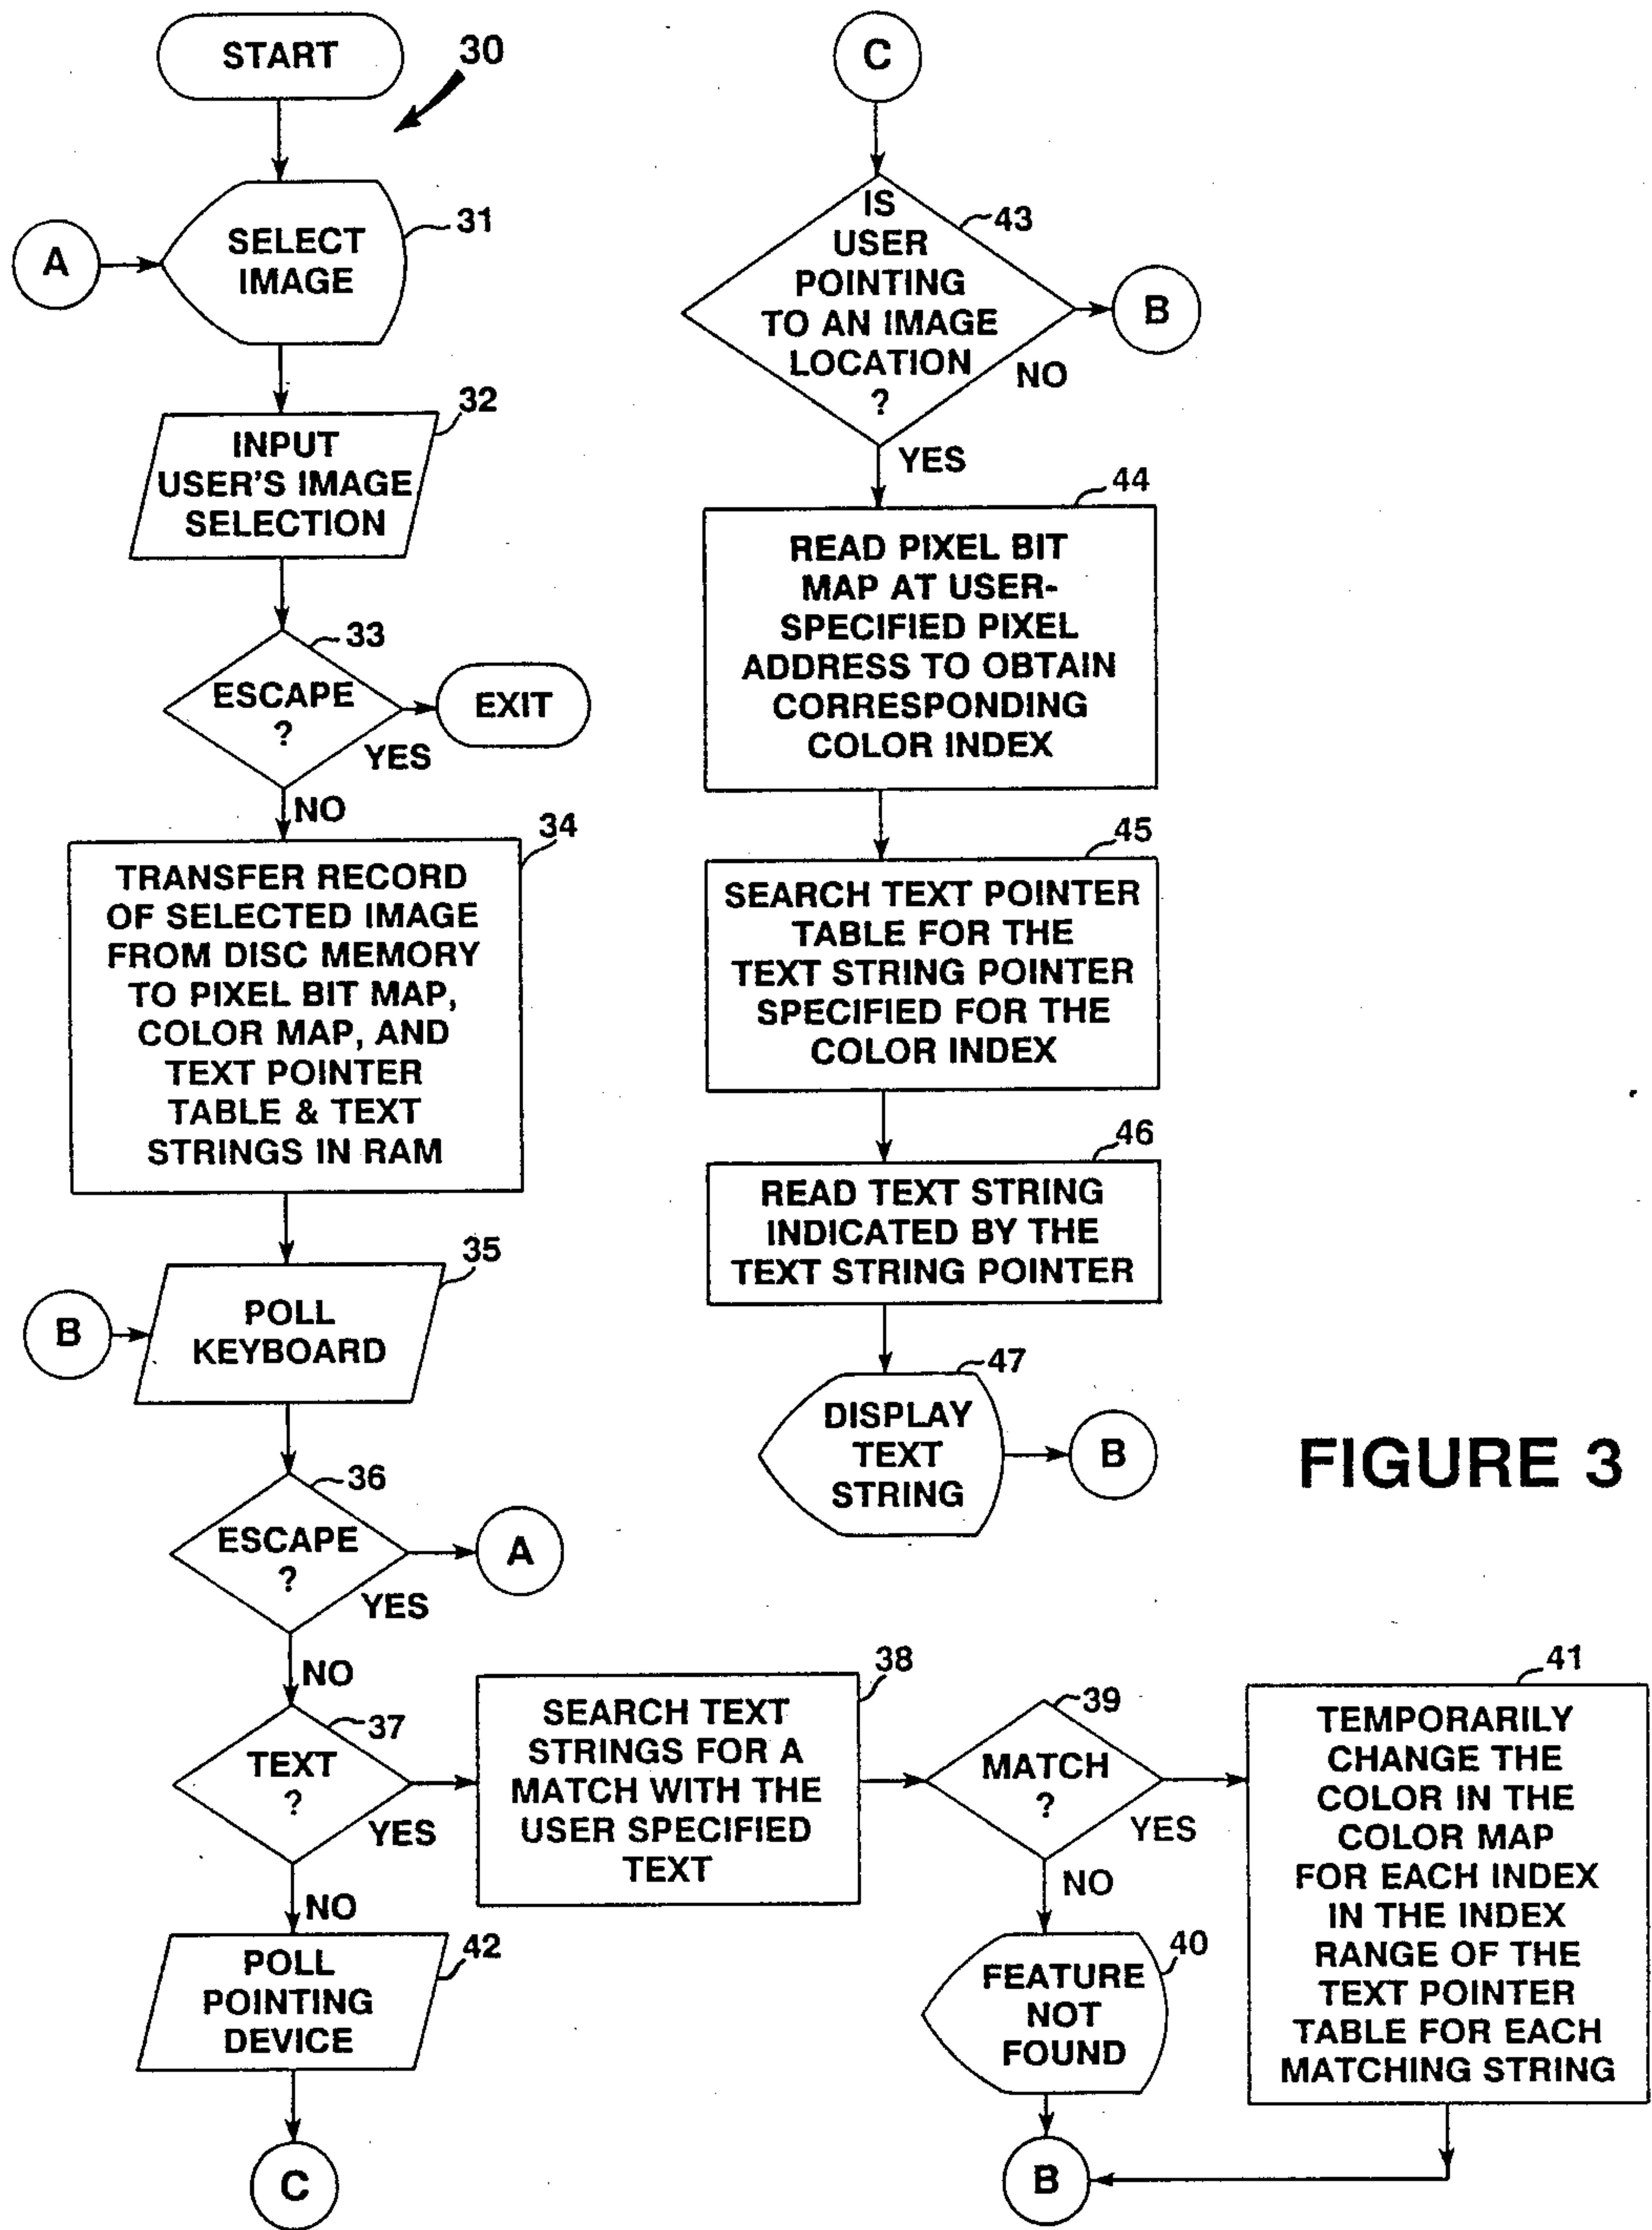 START
30
A
SELECT
IMAGE
31
INPUT
USER'S IMAGE
SELECTION
32
ESCAPE
?
33
YES
EXIT
NO
TRANSFER RECORD
OF SELECTED IMAGE
FROM DISC MEMORY
TO PIXEL BIT MAP,
COLOR MAP, AND
TEXT POINTER
TABLE & TEXT
STRINGS IN RAM
34
B
POLL
KEYBOARD
35
ESCAPE
?
36
YES
A
NO
TEXT
?
37
YES
SEARCH TEXT
STRINGS FOR A
MATCH WITH THE
USER SPECIFIED
TEXT
38
MATCH
?
39
YES
TEMPORARILY
CHANGE THE
COLOR IN THE
COLOR MAP
FOR EACH INDEX
IN THE INDEX
RANGE OF THE
TEXT POINTER
TABLE FOR EACH
MATCHING STRING
41
NO
FEATURE
NOT
FOUND
40
B
NO
POLL
POINTING
DEVICE
42
C
C
IS
USER
POINTING
TO AN IMAGE
LOCATION
?
43
B
NO
YES
READ PIXEL BIT
MAP AT USER-
SPECIFIED PIXEL
ADDRESS TO OBTAIN
CORRESPONDING
COLOR INDEX
44
SEARCH TEXT POINTER
TABLE FOR THE
TEXT STRING POINTER
SPECIFIED FOR THE
COLOR INDEX
45
READ TEXT STRING
INDICATED BY THE
TEXT STRING POINTER
46
DISPLAY
TEXT
STRING
47
B
FIGURE 3